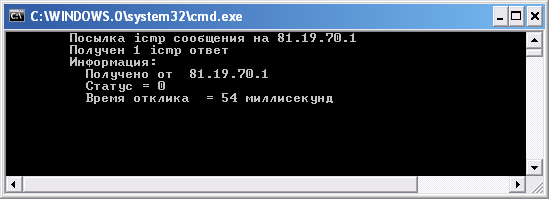 C:\WINDOWS.0\system32\cmd.exe
Посылка icmp сообщения на 81.19.70.1
Получен 1 icmp ответ
Информация:
Получено от 81.19.70.1
Статус = 0
Время отклика = 54 миллисекунд